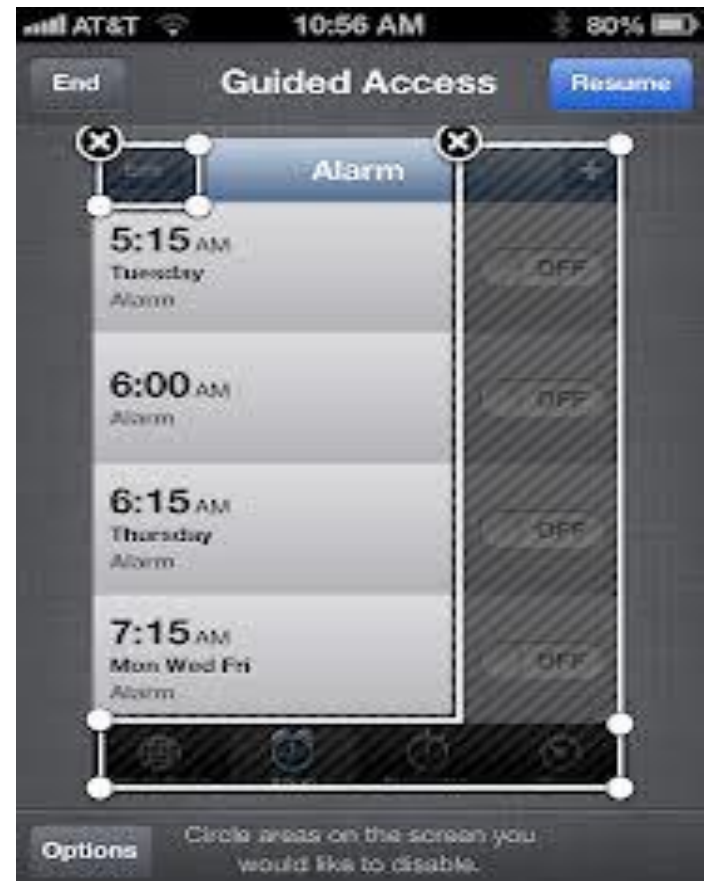 AT&T 10:56 AM 80%
End Guided Access Resume
Edit Alarm +
5:15 AM
Tuesday
Alarm
OFF
6:00 AM
Alarm
OFF
6:15 AM
Thursday
Alarm
OFF
7:15 AM
Mon Wed Fri
Alarm
OFF
Options
Circle areas on the screen you
would like to disable.